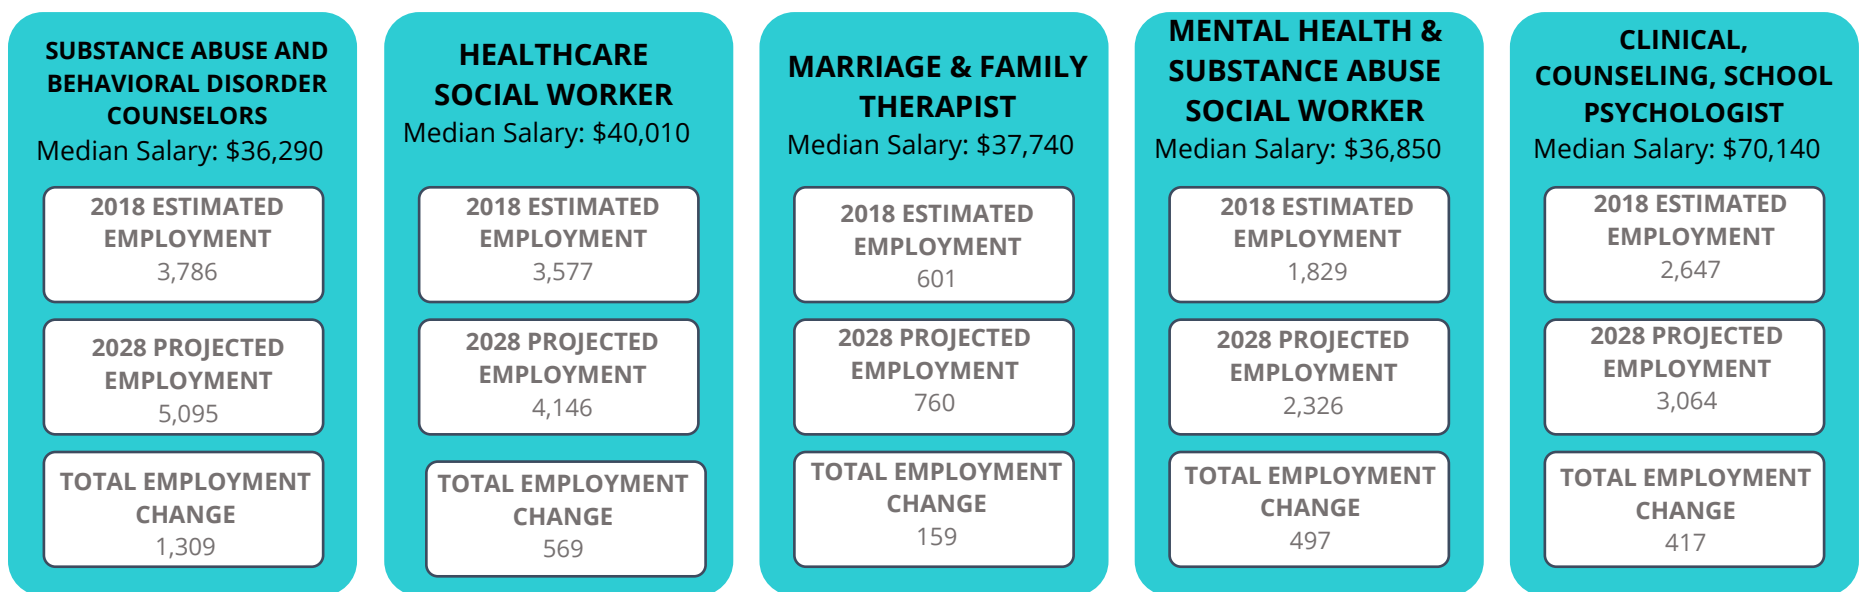 SUBSTANCE ABUSE AND
BEHAVIORAL DISORDER
COUNSELORS
Median Salary: $36,290
2018 ESTIMATED
EMPLOYMENT
3,786
2028 PROJECTED
EMPLOYMENT
5,095
TOTAL EMPLOYMENT
CHANGE
1,309
HEALTHCARE
SOCIAL WORKER
Median Salary: $40,010
2018 ESTIMATED
EMPLOYMENT
3,577
2028 PROJECTED
EMPLOYMENT
4,146
TOTAL EMPLOYMENT
CHANGE
569
MARRIAGE & FAMILY
THERAPIST
Median Salary: $37,740
2018 ESTIMATED
EMPLOYMENT
601
2028 PROJECTED
EMPLOYMENT
760
TOTAL EMPLOYMENT
CHANGE
159
MENTAL HEALTH &
SUBSTANCE ABUSE
SOCIAL WORKER
Median Salary: $36,850
2018 ESTIMATED
EMPLOYMENT
1,829
2028 PROJECTED
EMPLOYMENT
2,326
TOTAL EMPLOYMENT
CHANGE
497
CLINICAL,
COUNSELING, SCHOOL
PSYCHOLOGIST
Median Salary: $70,140
2018 ESTIMATED
EMPLOYMENT
2,647
2028 PROJECTED
EMPLOYMENT
3,064
TOTAL EMPLOYMENT
CHANGE
417